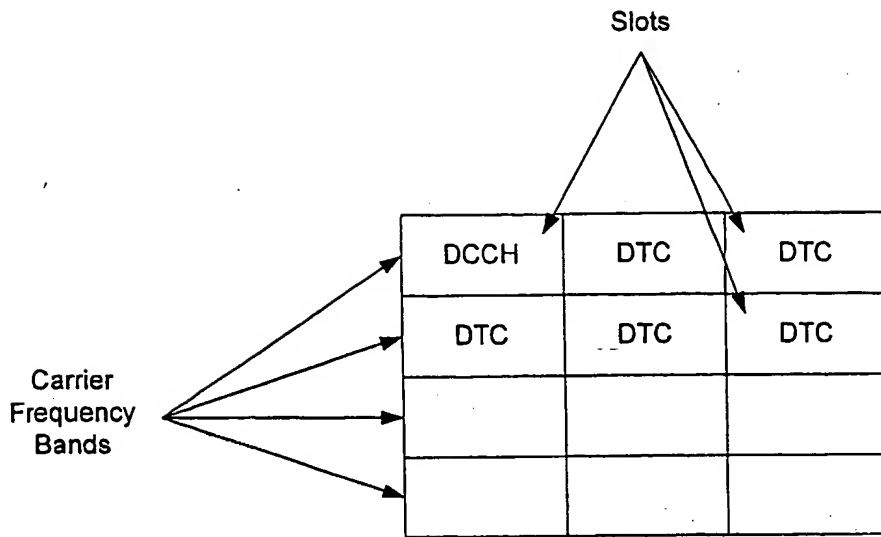 Slots
DCCH DTC DTC
DTC DTC DTC
Carrier
Frequency
Bands